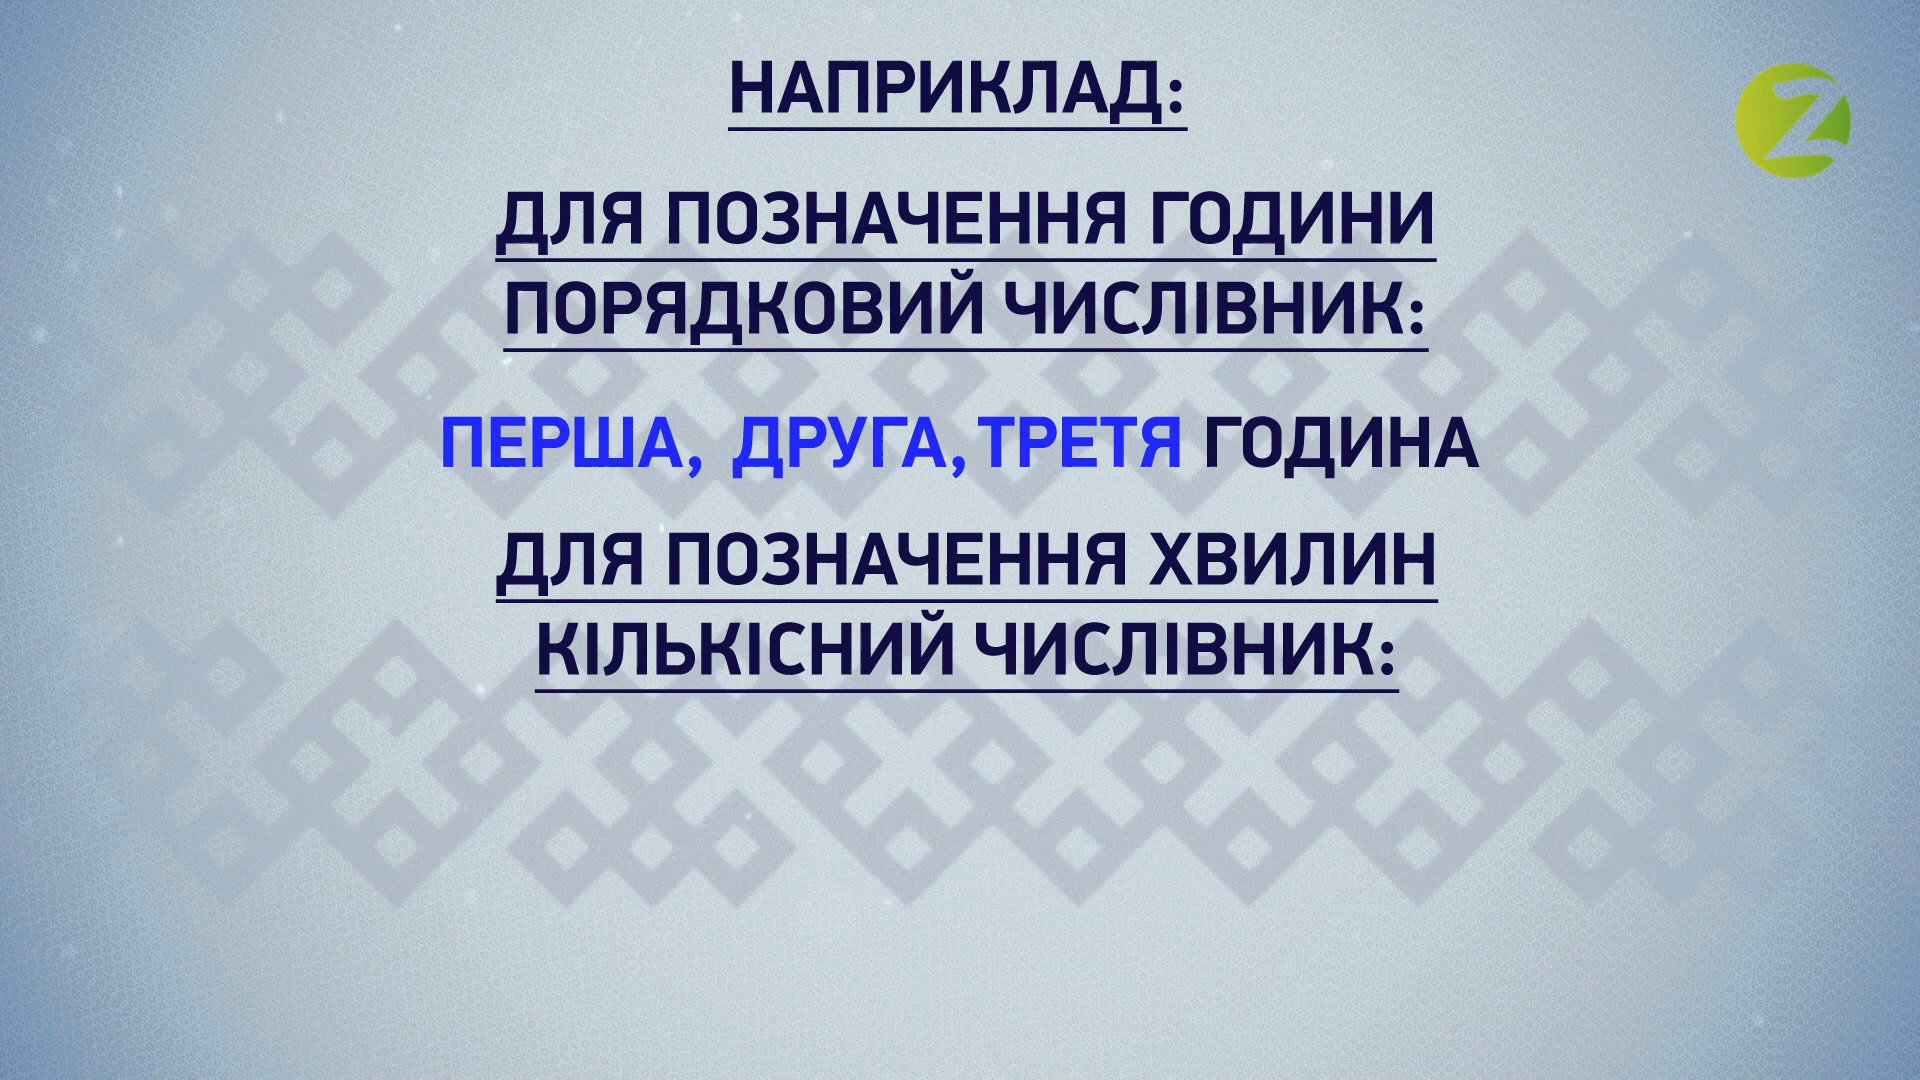 НАПРИКЛАД:
ДЛЯ ПОЗНАЧЕННЯ ГОДИНИ
ПОРЯДКОВИЙ ЧИСЛІВНИК:
ПЕРША, ДРУГА, ТРЕТЯ ГОДИНА
ДЛЯ ПОЗНАЧЕННЯ ХВИЛИН
КІЛЬКІСНИЙ ЧИСЛІВНИК: